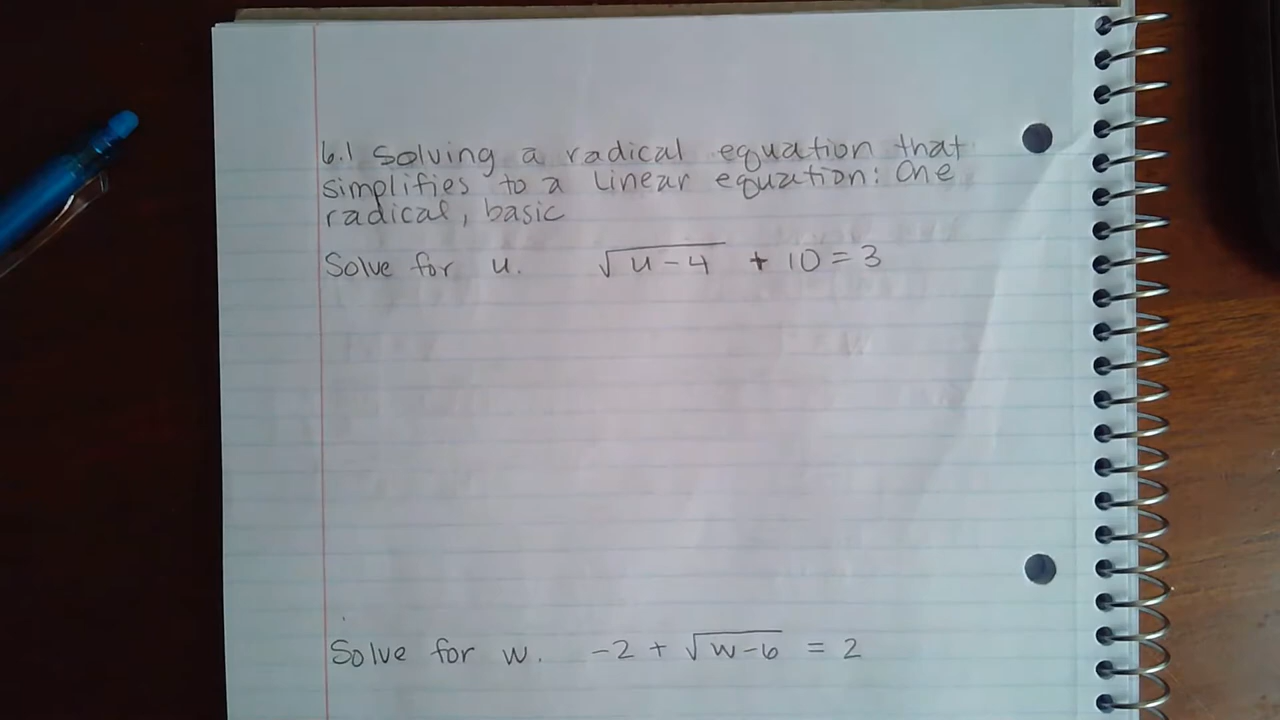 6.1 Solving a radical equation that
simplifies to a linear equation: One
radical, basic
Solve for u. √(u-4) + 10 = 3
Solve for w. -2 + √(w-6) = 2